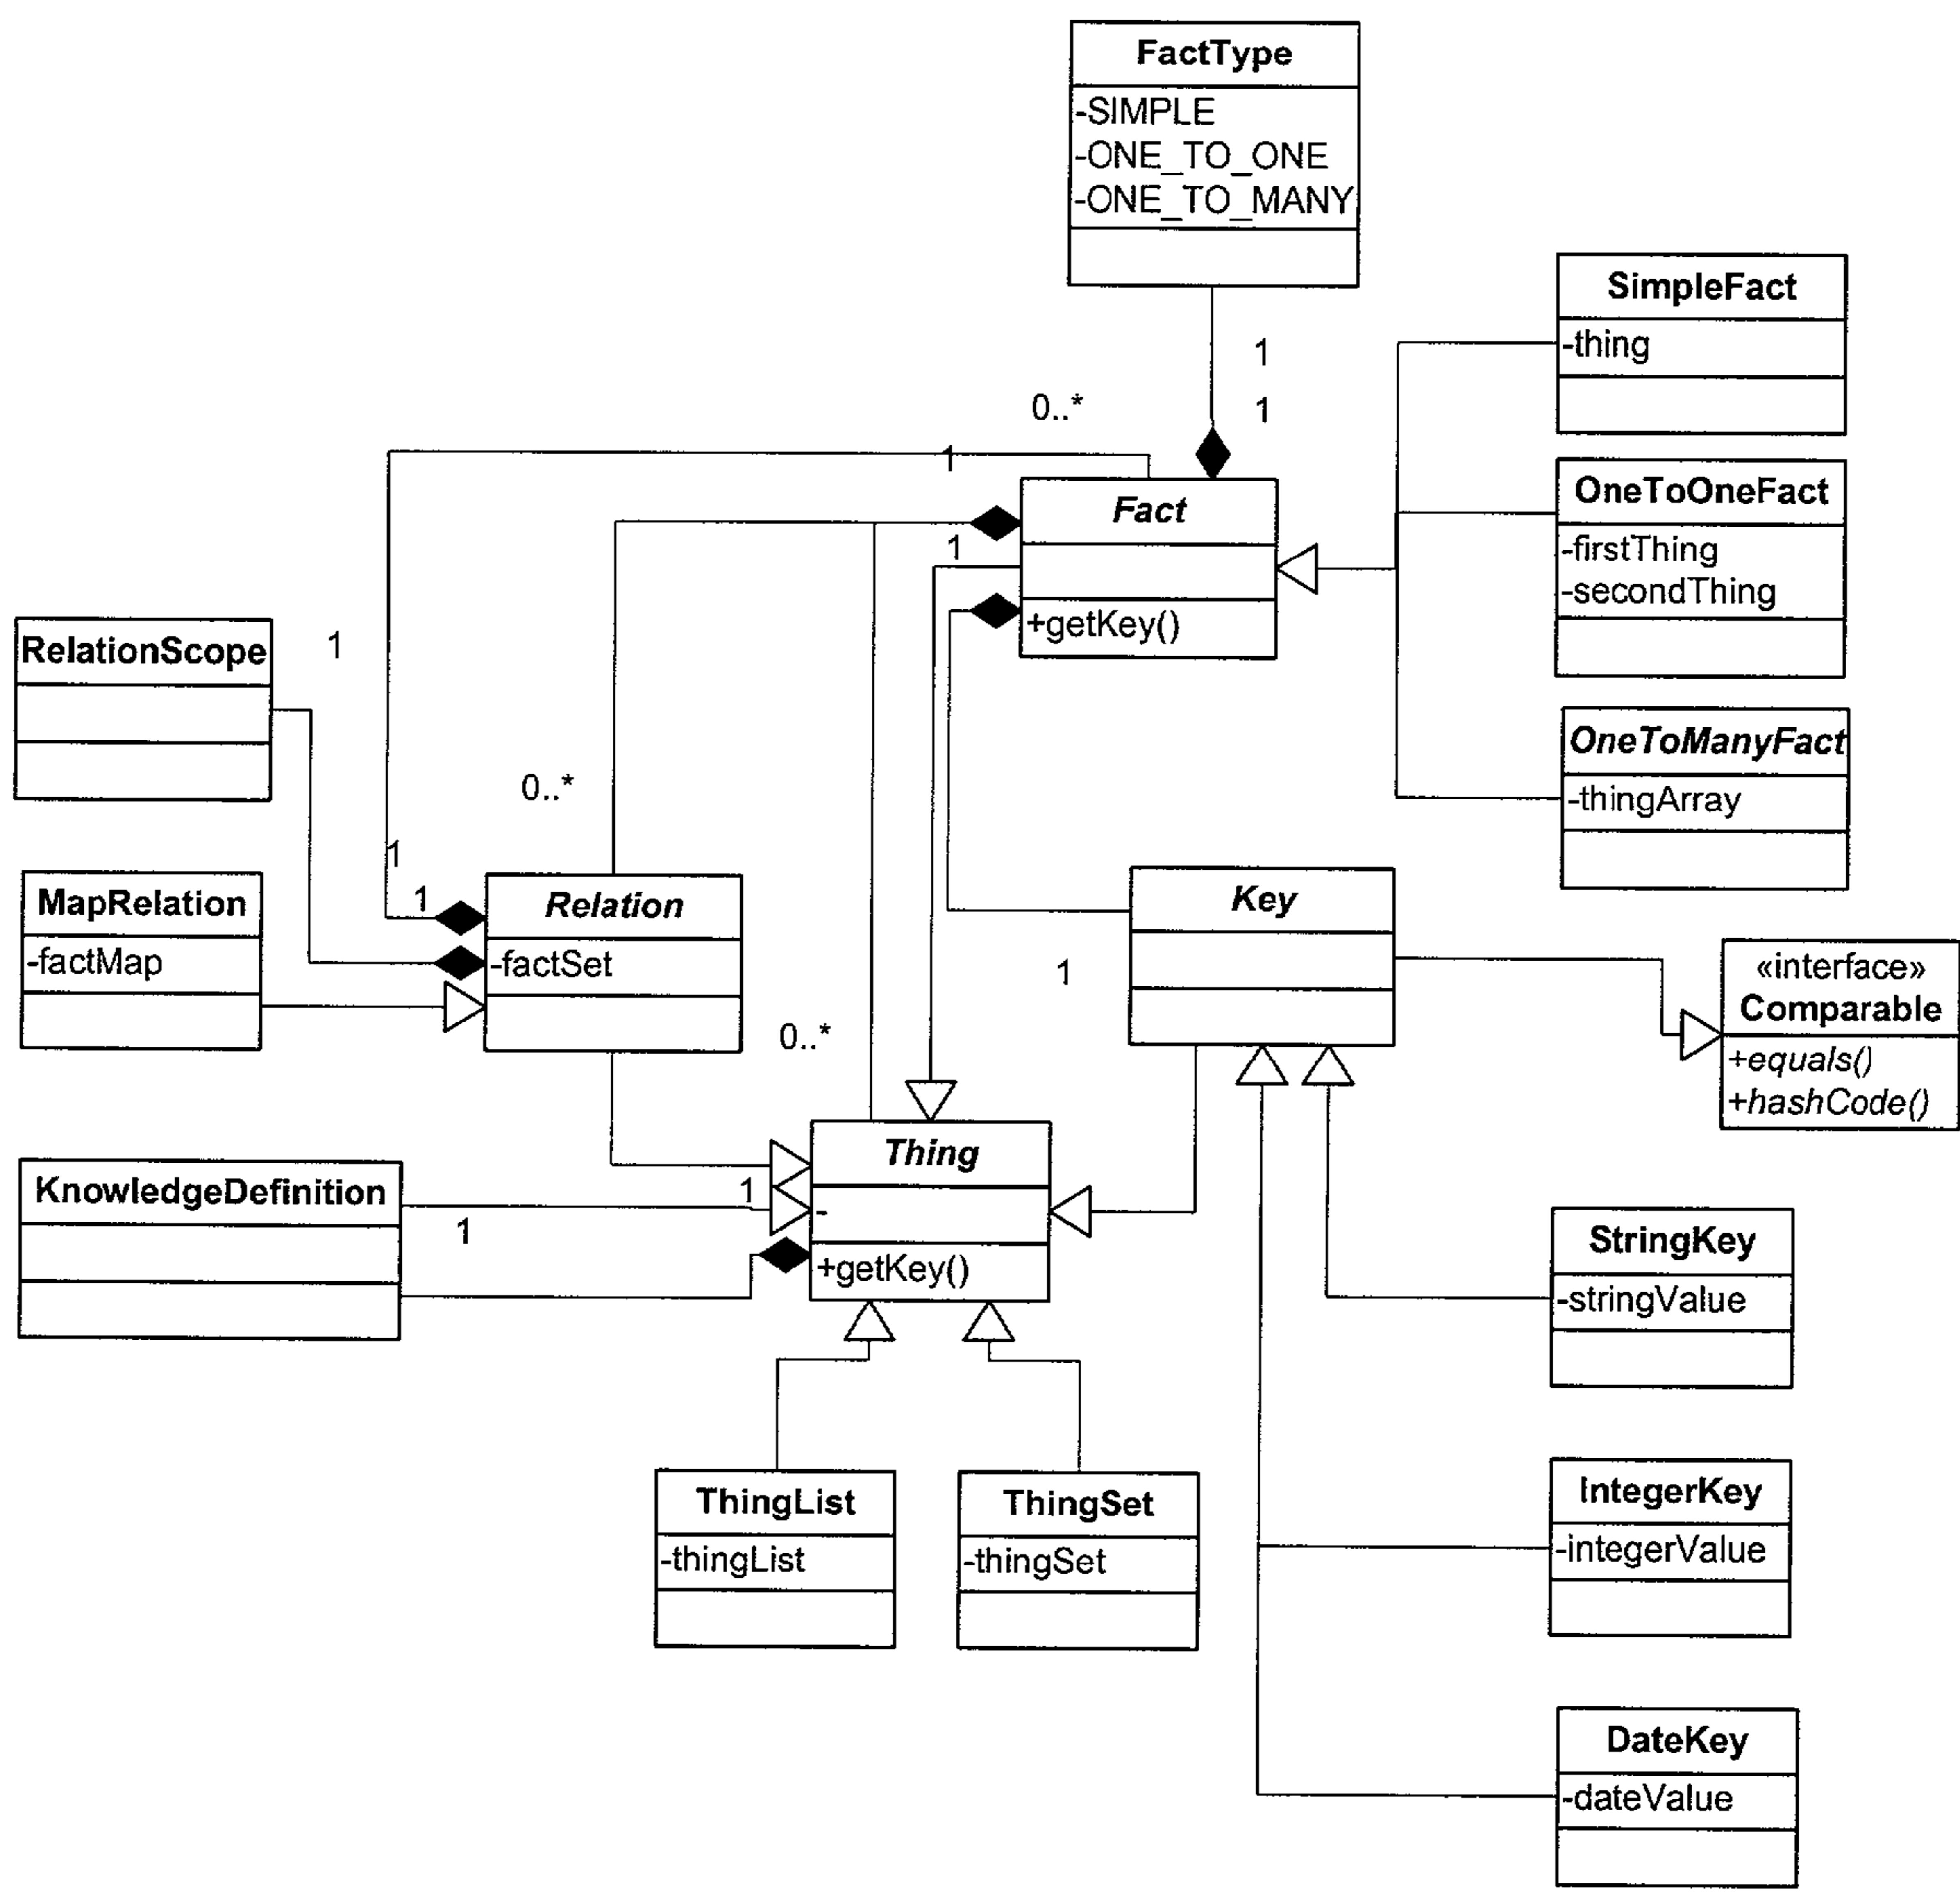 FactType
-SIMPLE
-ONE_TO_ONE
-ONE_TO_MANY
1
1
0..*
1
SimpleFact
-thing
OneToOneFact
-firstThing
-secondThing
OneToManyFact
-thingArray
Fact
+getKey()
1
RelationScope
1
0..*
1
1
MapRelation
-factMap
Relation
-factSet
0..*
Key
1
«interface»
Comparable
+equals()
+hashCode()
KnowledgeDefinition
1
1
Thing
-
+getKey()
StringKey
-stringValue
ThingList
-thingList
ThingSet
-thingSet
IntegerKey
-integerValue
DateKey
-dateValue